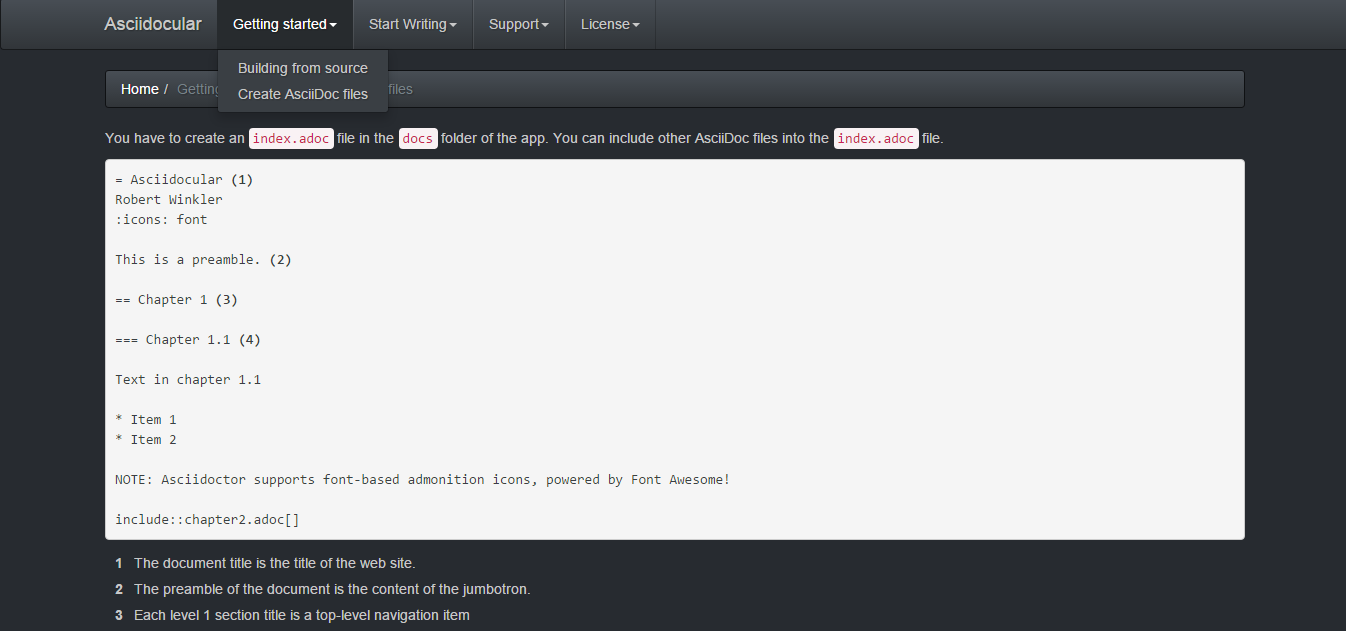 Asciidocular Getting started Start Writing Support License
Building from source
Create AsciiDoc files
Home / Getting files
You have to create an index.adoc file in the docs folder of the app. You can include other AsciiDoc files into the index.adoc file.
= Asciidocular (1)
Robert Winkler
:icons: font
This is a preamble. (2)
== Chapter 1 (3)
=== Chapter 1.1 (4)
Text in chapter 1.1
* Item 1
* Item 2
NOTE: Asciidoctor supports font-based admonition icons, powered by Font Awesome!
include::chapter2.adoc[]
1 The document title is the title of the web site.
2 The preamble of the document is the content of the jumbotron.
3 Each level 1 section title is a top-level navigation item